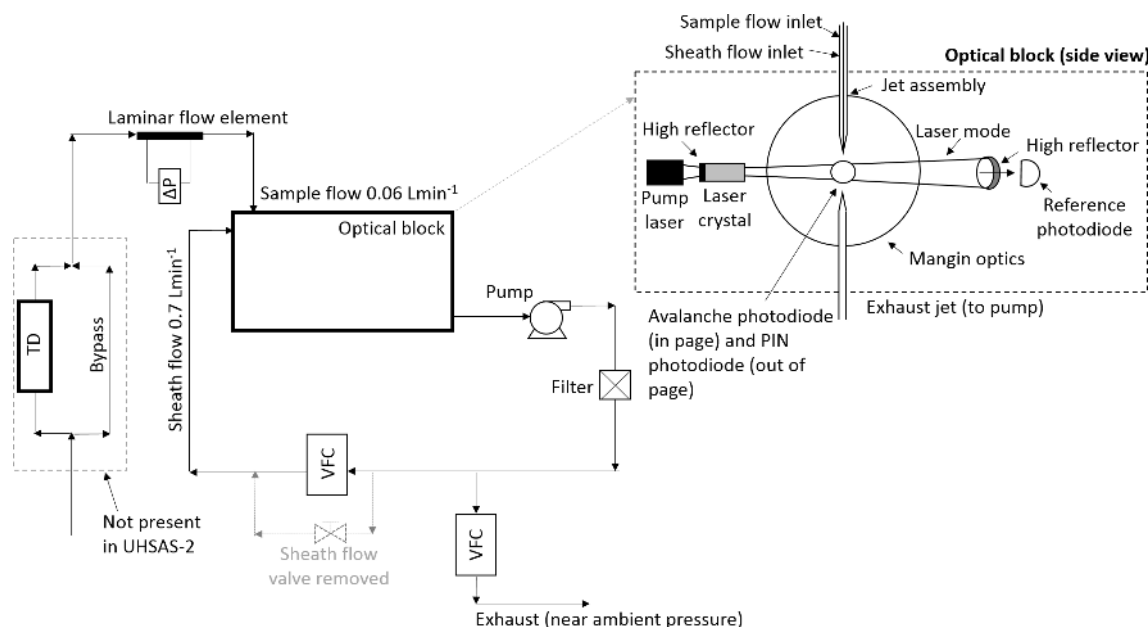 Sample flow inlet
Sheath flow inlet
Optical block (side view)
Jet assembly
Laminar flow element
High reflector
Laser mode
High reflector
ΔP
Sample flow 0.06 Lmin-1
Pump
laser
Laser
crystal
Reference
photodiode
Optical block
Mangin optics
Sheath flow 0.7 Lmin-1
Pump
Exhaust jet (to pump)
Avalanche photodiode
(in page) and PIN
photodiode (out of
page)
TD
Bypass
Filter
VFC
Not present
in UHSAS-2
Sheath flow
valve removed
VFC
Exhaust (near ambient pressure)